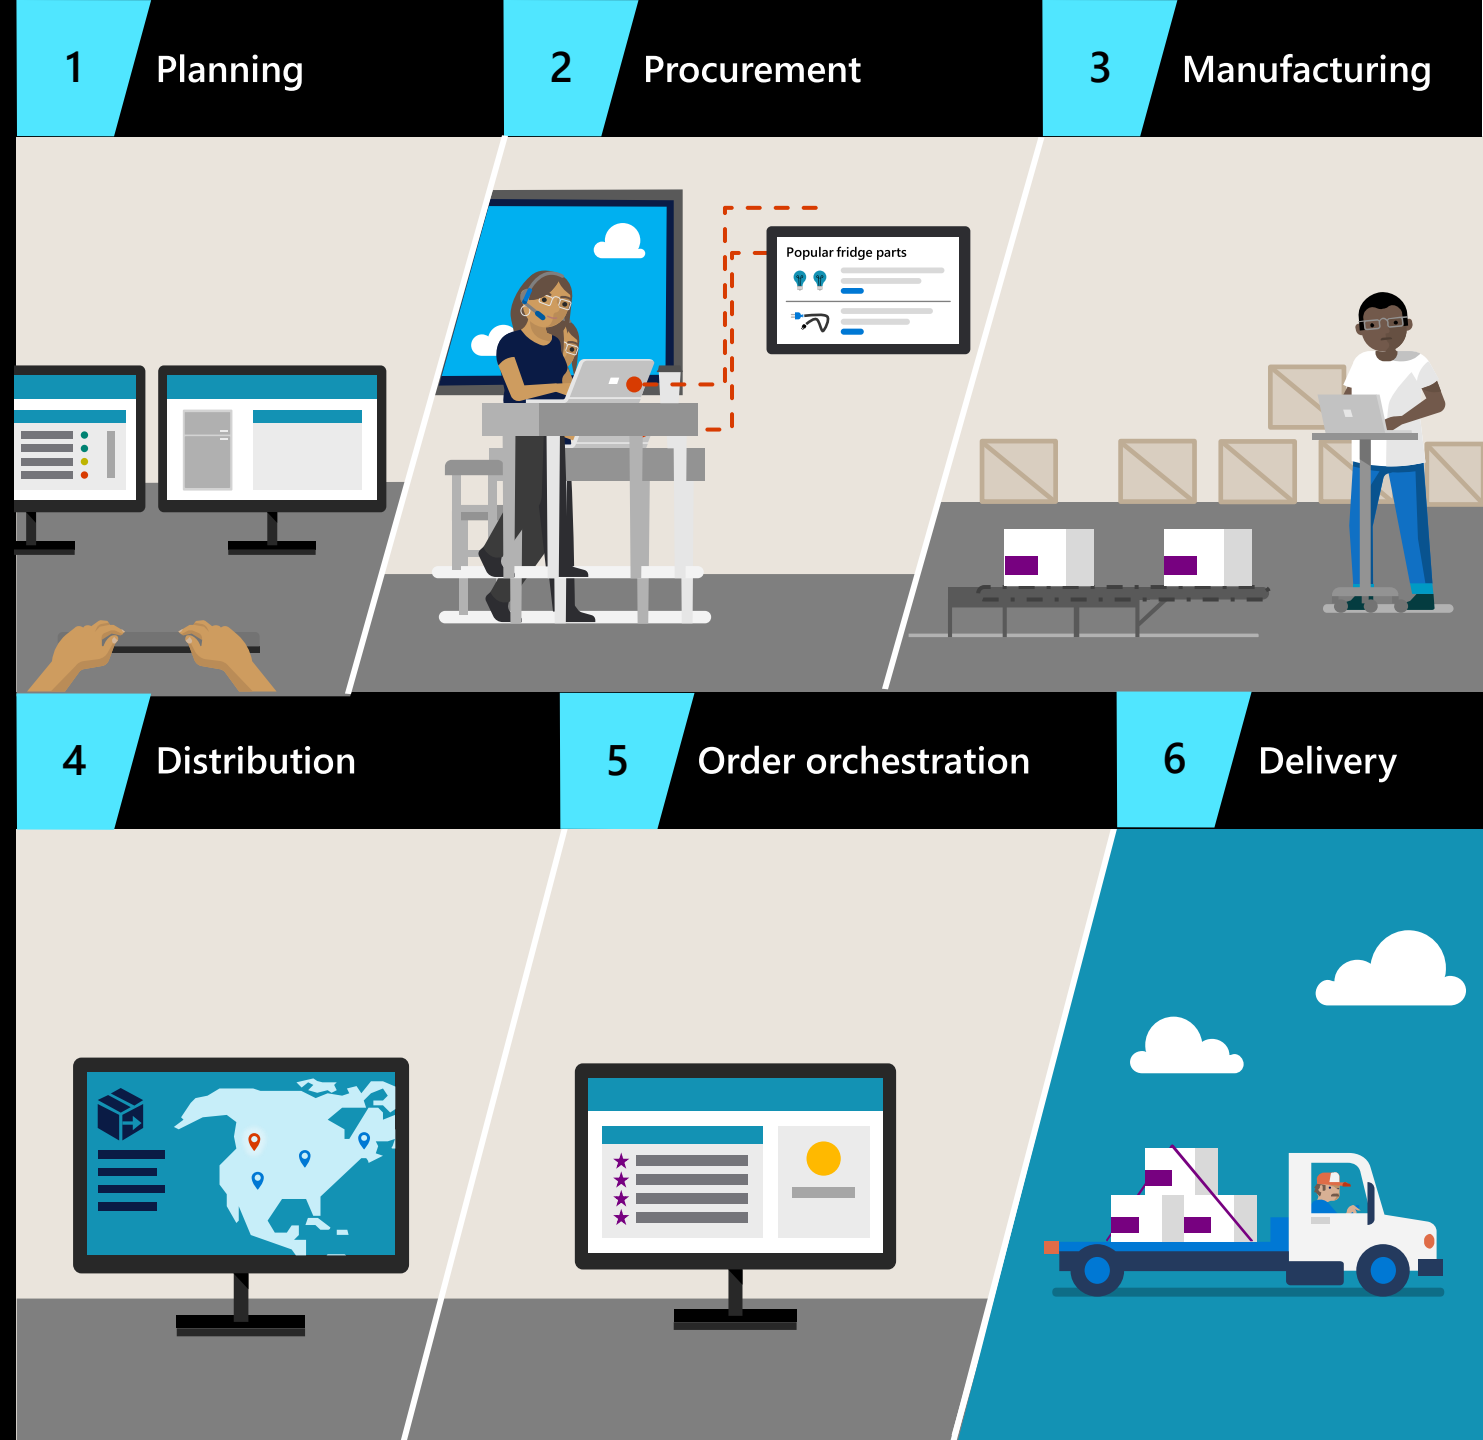 1 Planning
2 Procurement
3 Manufacturing
Popular fridge parts
4 Distribution
5 Order orchestration
6 Delivery